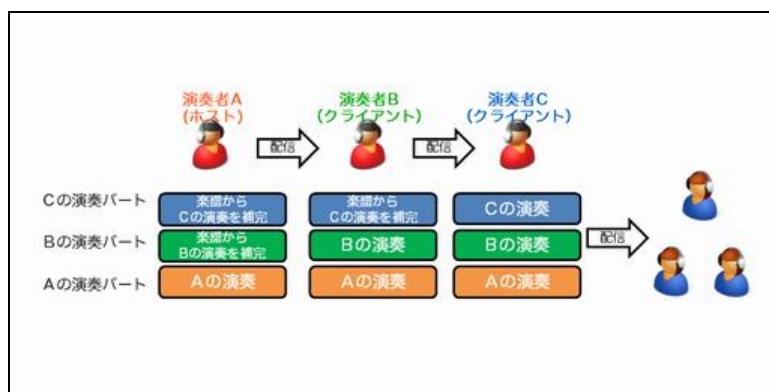 演奏者A
(ホスト)
演奏者B
(クライアント)
演奏者C
(クライアント)
配信
配信
Cの演奏パート
楽譜から
Cの演奏を補完
楽譜から
Cの演奏を補完
Cの演奏
Bの演奏パート
楽譜から
Bの演奏を補完
Bの演奏
Bの演奏
配信
Aの演奏パート
Aの演奏
Aの演奏
Aの演奏